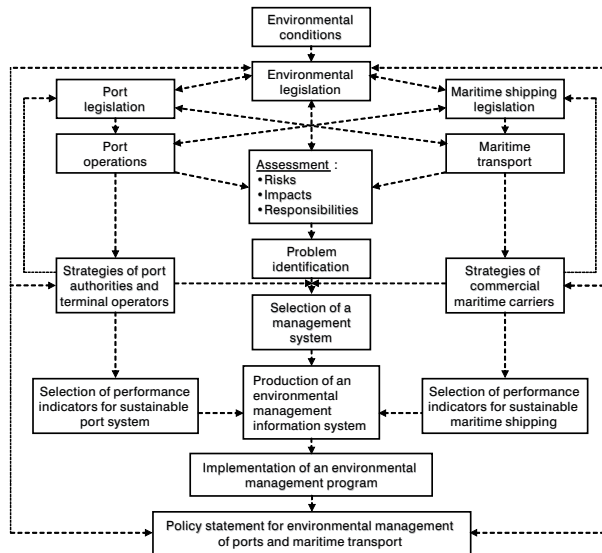 Environmental
conditions
Port
legislation
Environmental
legislation
Maritime shipping
legislation
Port
operations
Assessment :
•Risks
•Impacts
•Responsibilities
Maritime
transport
Problem
identification
Strategies of port
authorities and
terminal operators
Strategies of
commercial
maritime carriers
Selection of a
management
system
Selection of performance
indicators for sustainable
port system
Production of an
environmental
management
information system
Selection of performance
indicators for sustainable
maritime shipping
Implementation of an environmental
management program
Policy statement for environmental management
of ports and maritime transport